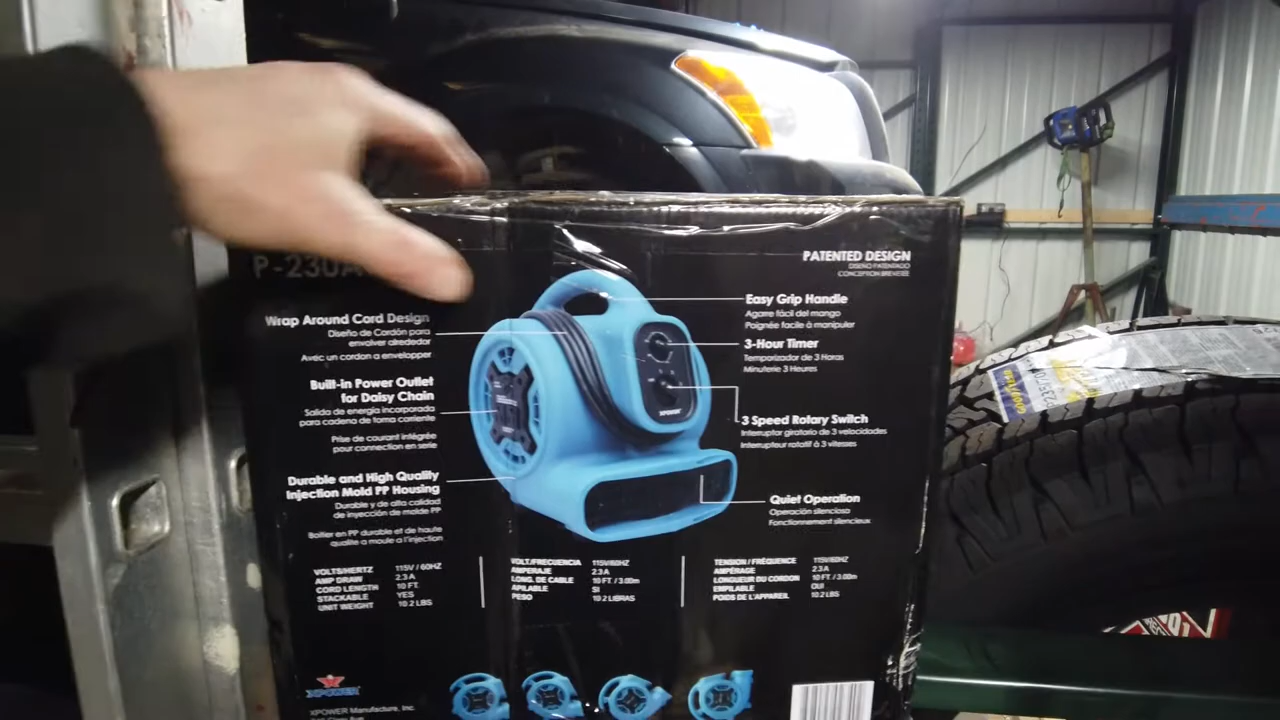 P-230A
PATENTED DESIGN
DISEÑO PATENTADO
CONCEPTION BREVETEE
Wrap Around Cord Design
Diseño de Cordón para
envolver alrededor
Avec un cordon a envelopper
Built-in Power Outlet
for Daisy Chain
Salida de energía incorporada
para cadena de toma corriente
Prise de courant intégrée
pour connection en serie
Durable and High Quality
Injection Mold PP Housing
Durable y de alta calidad
de inyección de molde PP
Boitier en PP durable et de haute
qualite a moule a l'injection
Easy Grip Handle
Agarre fácil del mango
Poignée facile à manipuler
3-Hour Timer
Temporizador de 3 Horas
Minuterie 3 Heures
3 Speed Rotary Switch
Interruptor giratorio de 3 velocidades
Interrupteur rotatif à 3 vitesses
Quiet Operation
Operación silencioso
Fonctionnement silencieux
XPOWER
VOLTS/HERTZ 115V / 60HZ
AMP DRAW 2.3 A
CORD LENGTH 10 FT.
STACKABLE YES
UNIT WEIGHT 10.2 LBS
VOLT./FRECUENCIA 115V/60HZ
AMPERAJE 2.3 A
LONG. DE CABLE 10 FT / 3.00m
APILABLE SI
PESO 10.2 LIBRAS
TENSION / FRÉQUENCE 115V/60HZ
AMPÉRAGE 2.3 A
LONGUEUR DU CORDON 10 FT. / 3.00m
EMPILABLE OUI
POIDS DE L'APPAREIL 10.2 LBS
XPOWER
XPOWER Manufacture, Inc.